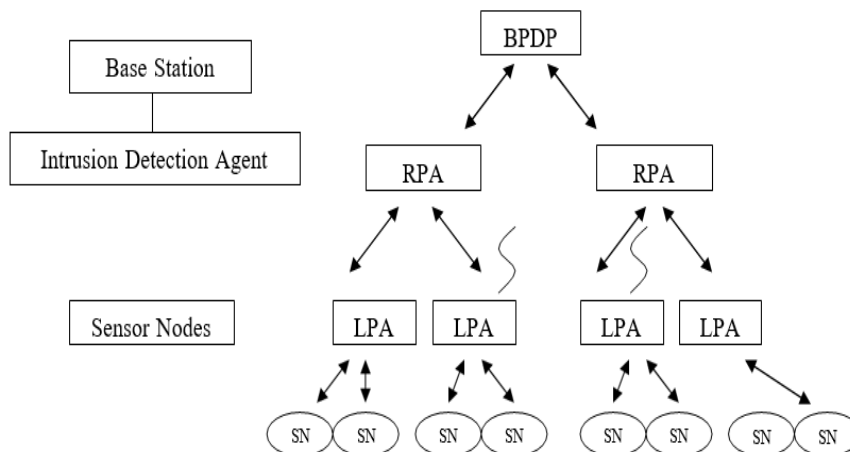 BPDP
Base Station
Intrusion Detection Agent
RPA RPA
Sensor Nodes LPA LPA LPA LPA
SN SN SN SN SN SN SN SN